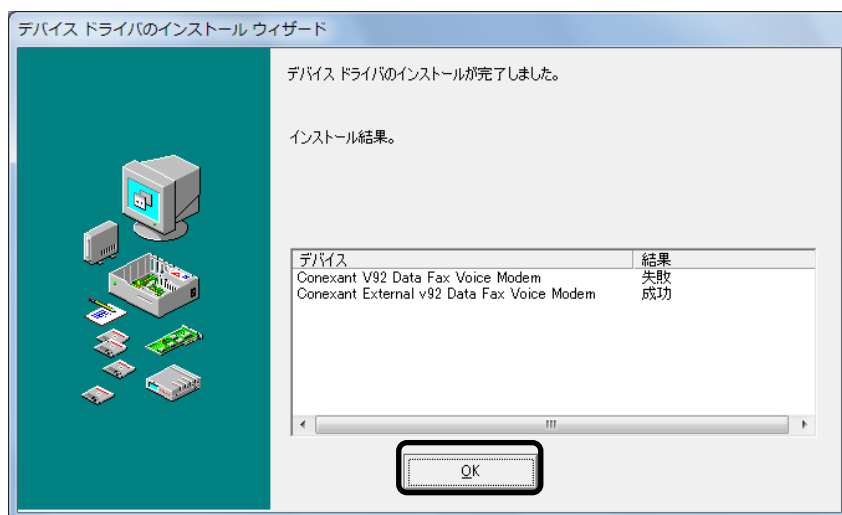 デバイス ドライバのインストール ウィザード
デバイス ドライバのインストールが完了しました。
インストール結果。
デバイス 結果
Conexant V92 Data Fax Voice Modem 失敗
Conexant External v92 Data Fax Voice Modem 成功
OK